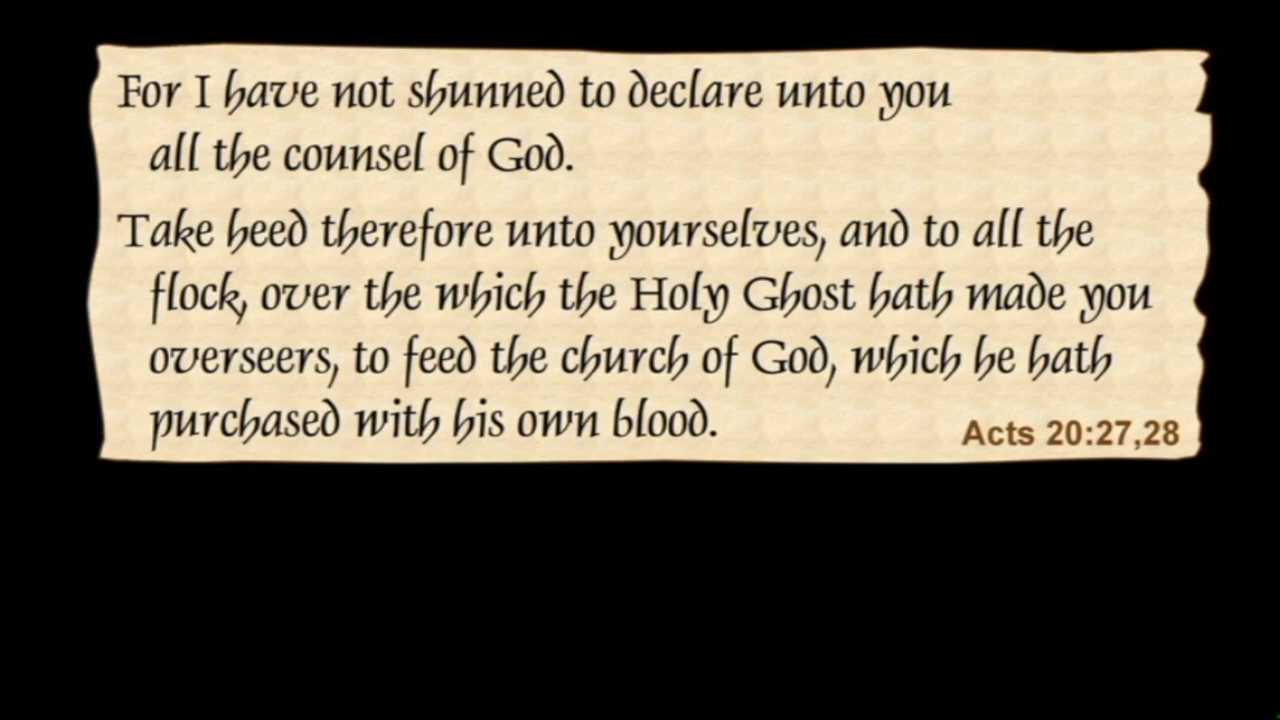 For I have not shunned to declare unto you
all the counsel of God.
Take heed therefore unto yourselves, and to all the
flock, over the which the Holy Ghost hath made you
overseers, to feed the church of God, which he hath
purchased with his own blood.
Acts 20:27,28